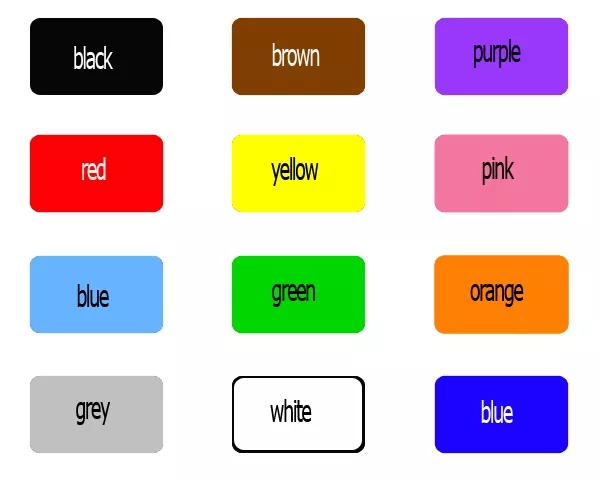 black
brown
purple
red
yellow
pink
blue
green
orange
grey
white
blue